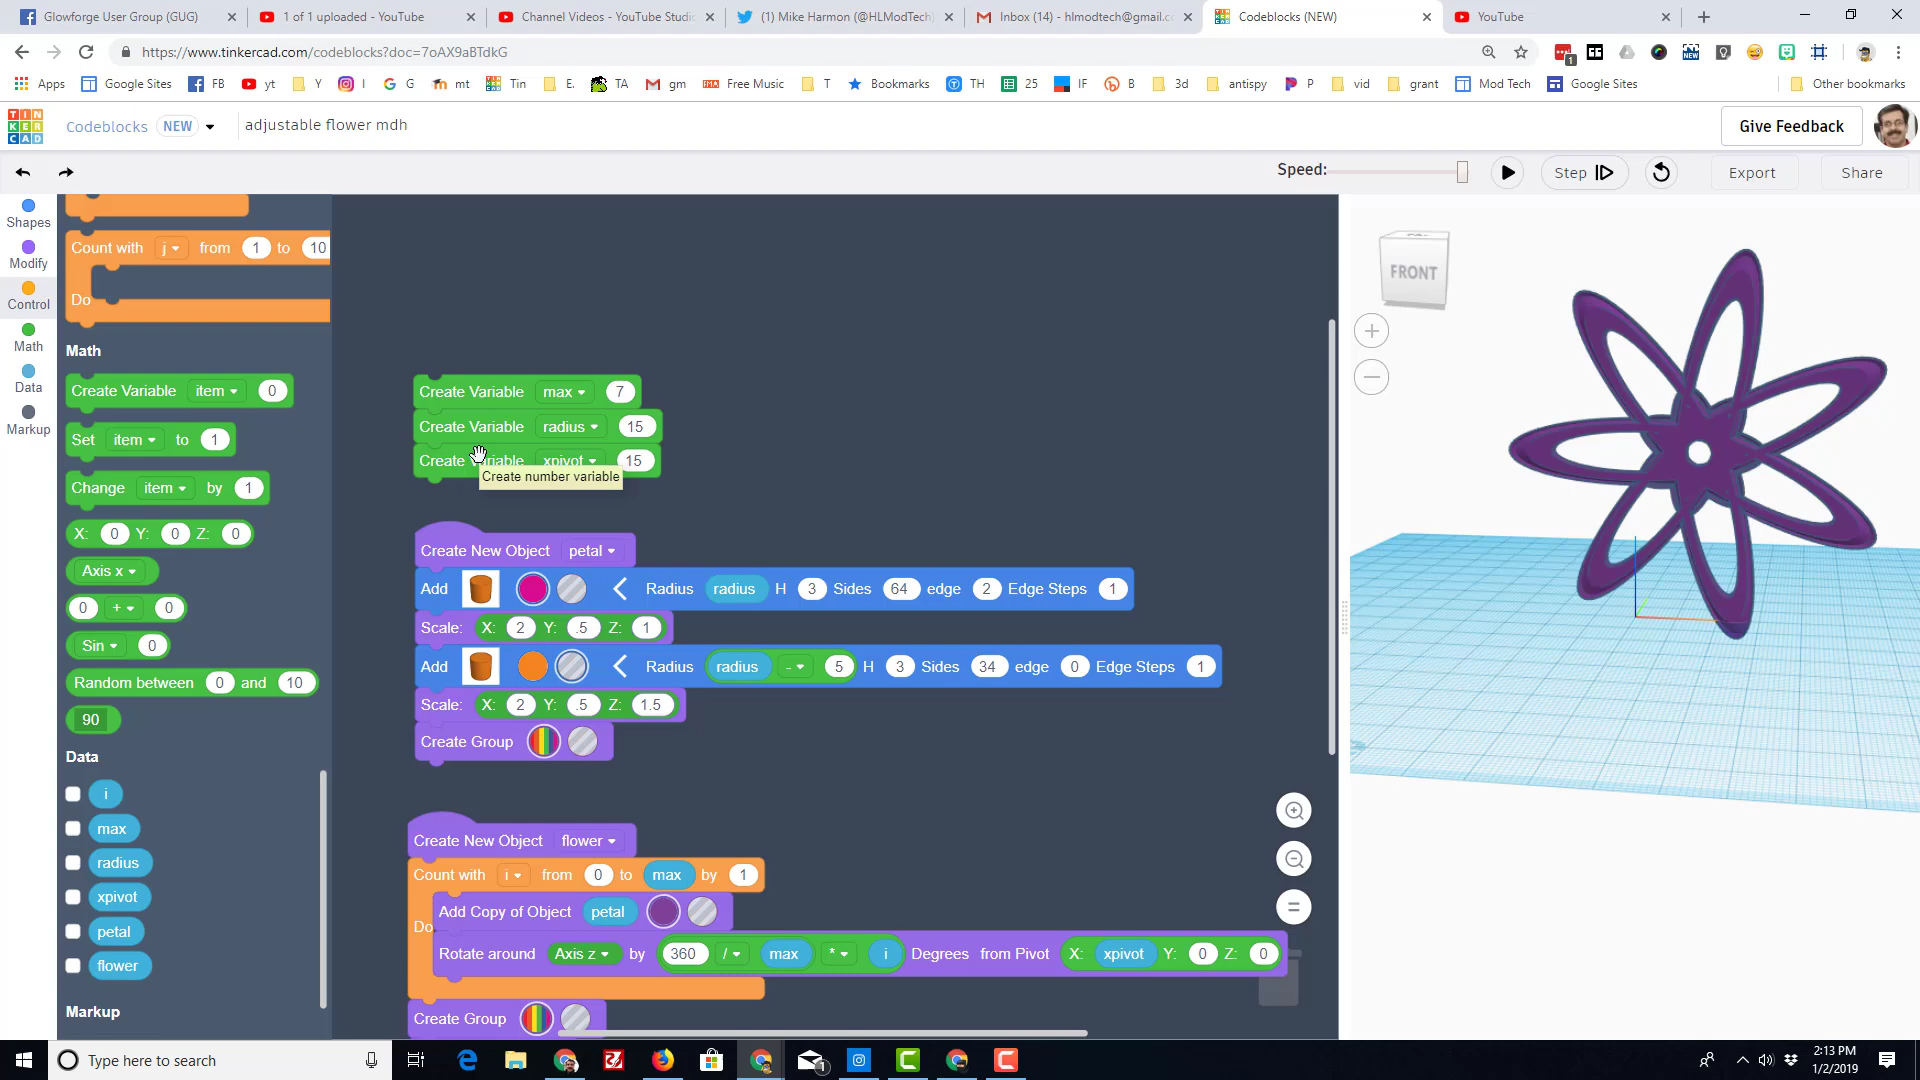 Glowforge User Group (GUG)
1 of 1 uploaded - YouTube
Channel Videos - YouTube Studio
(1) Mike Harmon (@HLModTech)
Inbox (14) - hlmodtech@gmail.c
Codeblocks (NEW)
YouTube
https://www.tinkercad.com/codeblocks?doc=7oAX9aBTdkG
1
Apps
Google Sites
FB
yt
Y
I
G
mt
Tin
E.
TA
gm
Free Music
T
Bookmarks
TH
25
IF
B
3d
antispy
P
vid
grant
Mod Tech
Google Sites
Other bookmarks
TIN
KER
CAD
Codeblocks NEW
adjustable flower mdh
Give Feedback
Speed:
Step
Export
Share
Shapes
Modify
Control
Math
Data
Markup
Count with j from 1 to 10
Do
Math
Create Variable item 0
Set item to 1
Change item by 1
X: 0 Y: 0 Z: 0
Axis x
0 + 0
Sin 0
Random between 0 and 10
90
Data
i
max
radius
xpivot
petal
flower
Markup
Create Variable max 7
Create Variable radius 15
Create Variable xpivot 15
Create number variable
Create New Object petal
Add Radius radius H 3 Sides 64 edge 2 Edge Steps 1
Scale: X: 2 Y: .5 Z: 1
Add Radius radius - 5 H 3 Sides 34 edge 0 Edge Steps 1
Scale: X: 2 Y: .5 Z: 1.5
Create Group
Create New Object flower
Count with i from 0 to max by 1
Do
Add Copy of Object petal
Rotate around Axis z by 360 / max * i Degrees from Pivot X: xpivot Y: 0 Z: 0
Create Group
FRONT
Type here to search
1
2:13 PM
1/2/2019